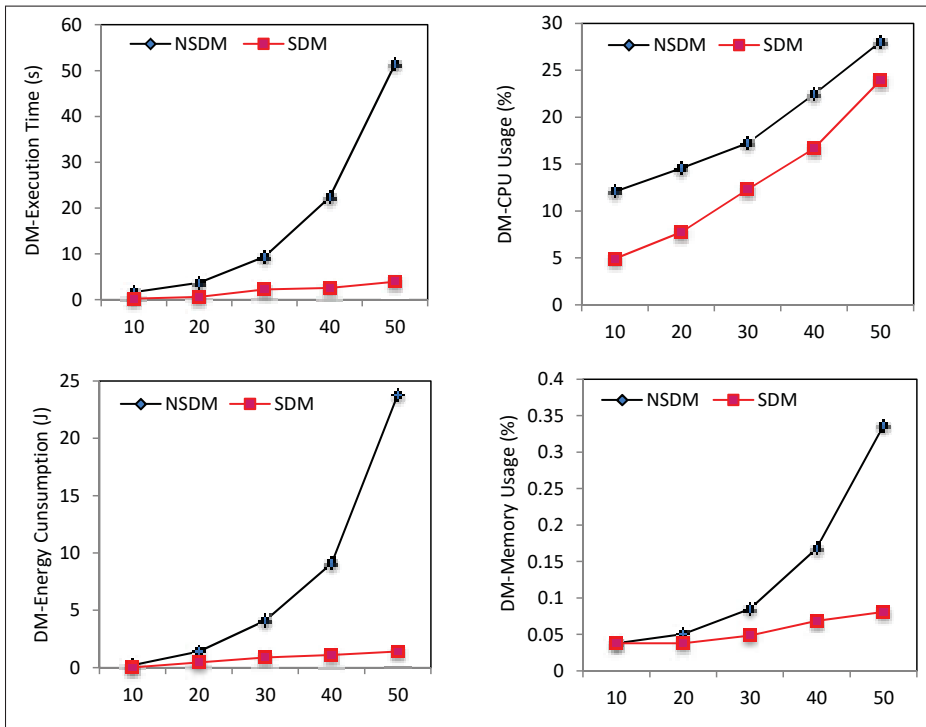 DM-Execution Time (s)
60
50
40
30
20
10
0
NSDM SDM
10 20 30 40 50
DM-CPU Usage (%)
30
25
20
15
10
5
0
NSDM SDM
10 20 30 40 50
DM-Energy Cunsumption (J)
25
20
15
10
5
0
NSDM SDM
10 20 30 40 50
DM-Memory Usage (%)
0.4
0.35
0.3
0.25
0.2
0.15
0.1
0.05
0
NSDM SDM
10 20 30 40 50